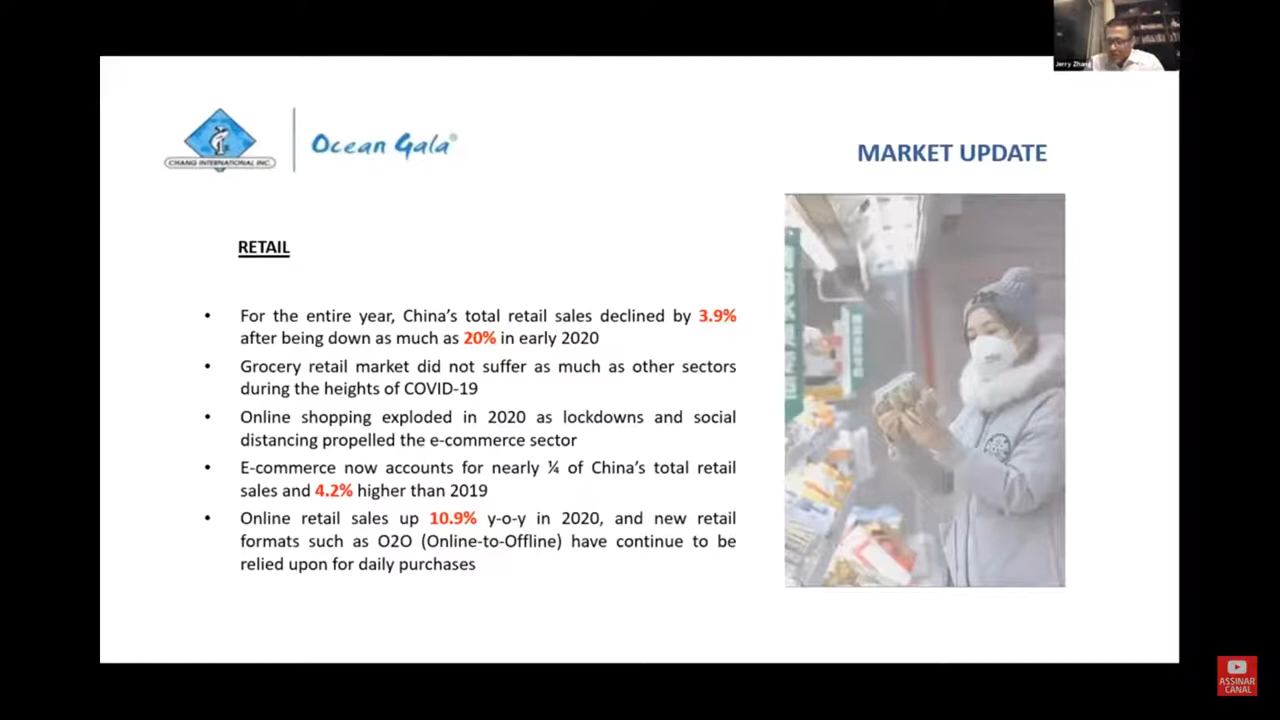 Jerry Zhang
CHANG INTERNATIONAL INC.
Ocean Gala®
MARKET UPDATE
RETAIL
• For the entire year, China's total retail sales declined by 3.9%
after being down as much as 20% in early 2020
• Grocery retail market did not suffer as much as other sectors
during the heights of COVID-19
• Online shopping exploded in 2020 as lockdowns and social
distancing propelled the e-commerce sector
• E-commerce now accounts for nearly ¼ of China's total retail
sales and 4.2% higher than 2019
• Online retail sales up 10.9% y-o-y in 2020, and new retail
formats such as O2O (Online-to-Offline) have continue to be
relied upon for daily purchases
ASSINAR
CANAL